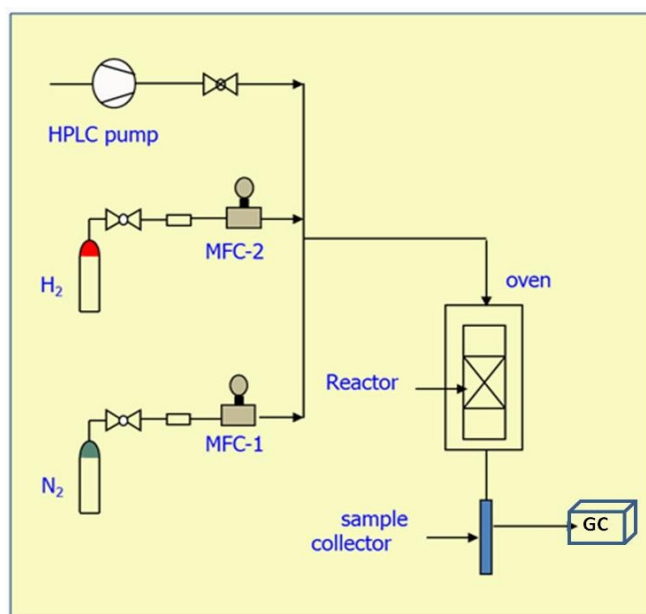 HPLC pump
H₂
MFC-2
oven
Reactor
N₂
MFC-1
sample
collector
GC